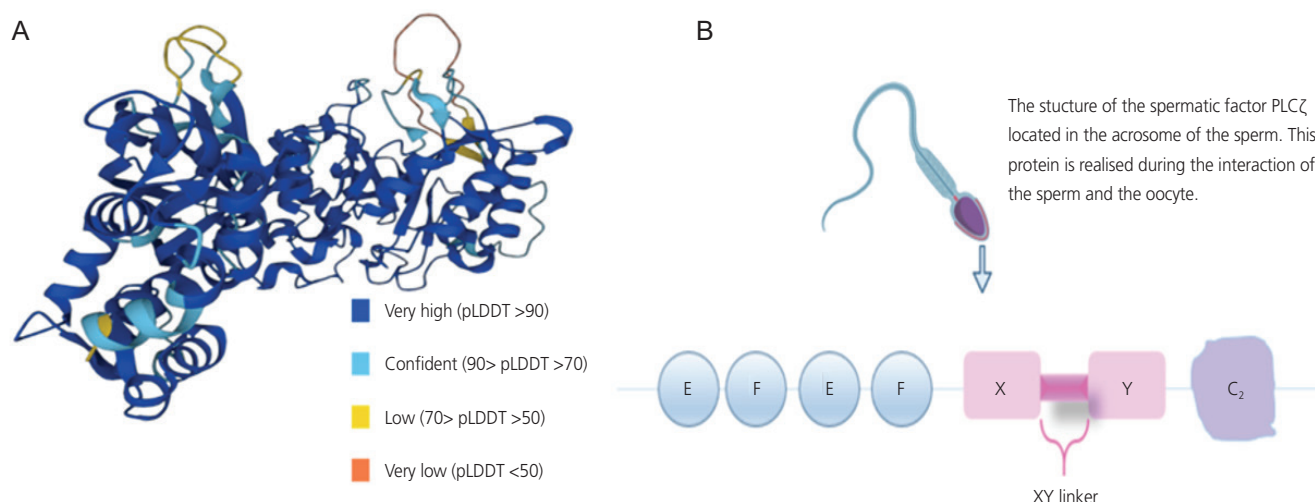 A
B
The stucture of the spermatic factor PLCζ
located in the acrosome of the sperm. This
protein is realised during the interaction of
the sperm and the oocyte.
Very high (pLDDT >90)
Confident (90> pLDDT >70)
Low (70> pLDDT >50)
Very low (pLDDT <50)
E F E F X Y C₂
XY linker